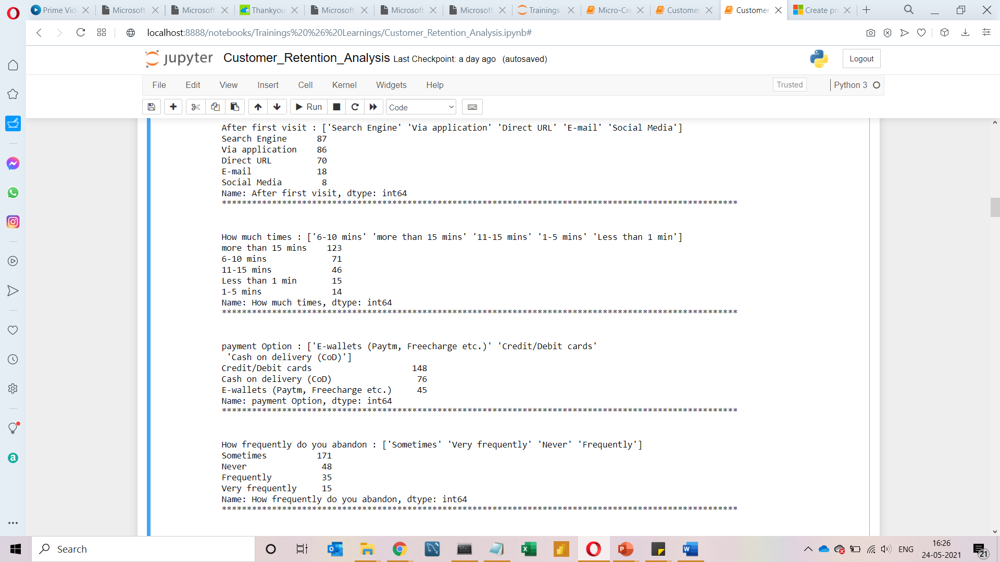 Prime Vid
Microsoft
Microsoft
Thankyou
Microsoft
Microsoft
Microsoft
Trainings
Micro-Cre
Customer
Customer
Create pr
localhost:8888/notebooks/Trainings%20%26%20Learnings/Customer_Retention_Analysis.ipynb#
jupyter Customer_Retention_Analysis Last Checkpoint: a day ago (autosaved)
Logout
File Edit View Insert Cell Kernel Widgets Help
Trusted
Python 3
Run
Code
After first visit : ['Search Engine' 'Via application' 'Direct URL' 'E-mail' 'Social Media']
Search Engine 87
Via application 86
Direct URL 70
E-mail 18
Social Media 8
Name: After first visit, dtype: int64
*******************************************************************************************************
How much times : ['6-10 mins' 'more than 15 mins' '11-15 mins' '1-5 mins' 'Less than 1 min']
more than 15 mins 123
6-10 mins 71
11-15 mins 46
Less than 1 min 15
1-5 mins 14
Name: How much times, dtype: int64
*******************************************************************************************************
payment Option : ['E-wallets (Paytm, Freecharge etc.)' 'Credit/Debit cards'
'Cash on delivery (CoD)']
Credit/Debit cards 148
Cash on delivery (CoD) 76
E-wallets (Paytm, Freecharge etc.) 45
Name: payment Option, dtype: int64
*******************************************************************************************************
How frequently do you abandon : ['Sometimes' 'Very frequently' 'Never' 'Frequently']
Sometimes 171
Never 48
Frequently 35
Very frequently 15
Name: How frequently do you abandon, dtype: int64
*******************************************************************************************************
Search
ENG
16:26
24-05-2021
21